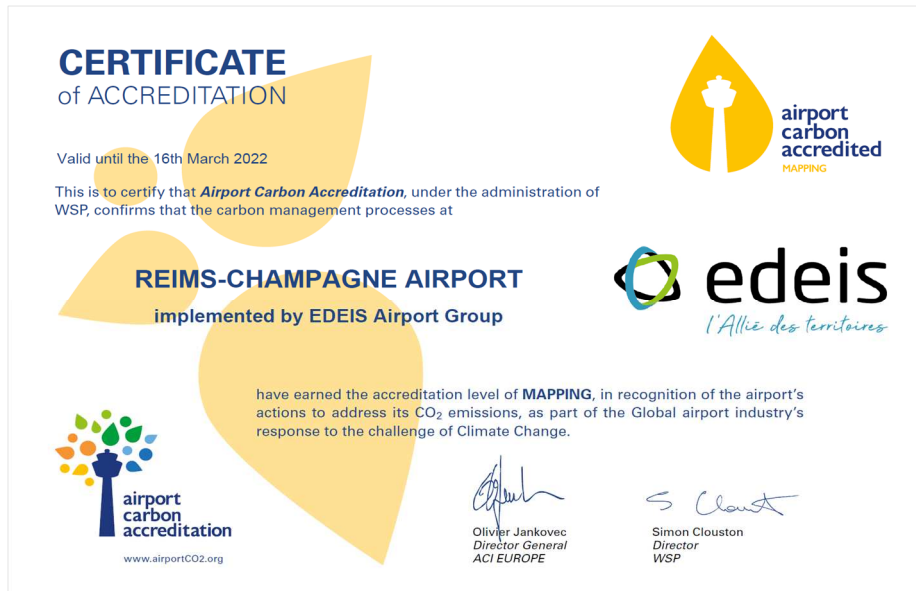 CERTIFICATE
of ACCREDITATION
airport
carbon
accredited
MAPPING
Valid until the 16th March 2022
This is to certify that Airport Carbon Accreditation, under the administration of
WSP, confirms that the carbon management processes at
REIMS-CHAMPAGNE AIRPORT
implemented by EDEIS Airport Group
edeis
l'Allié des territoires
have earned the accreditation level of MAPPING, in recognition of the airport's
actions to address its CO₂ emissions, as part of the Global airport industry's
response to the challenge of Climate Change.
airport
carbon
accreditation
www.airportCO2.org
S Cloust
Olivier Jankovec
Director General
ACI EUROPE
Simon Clouston
Director
WSP